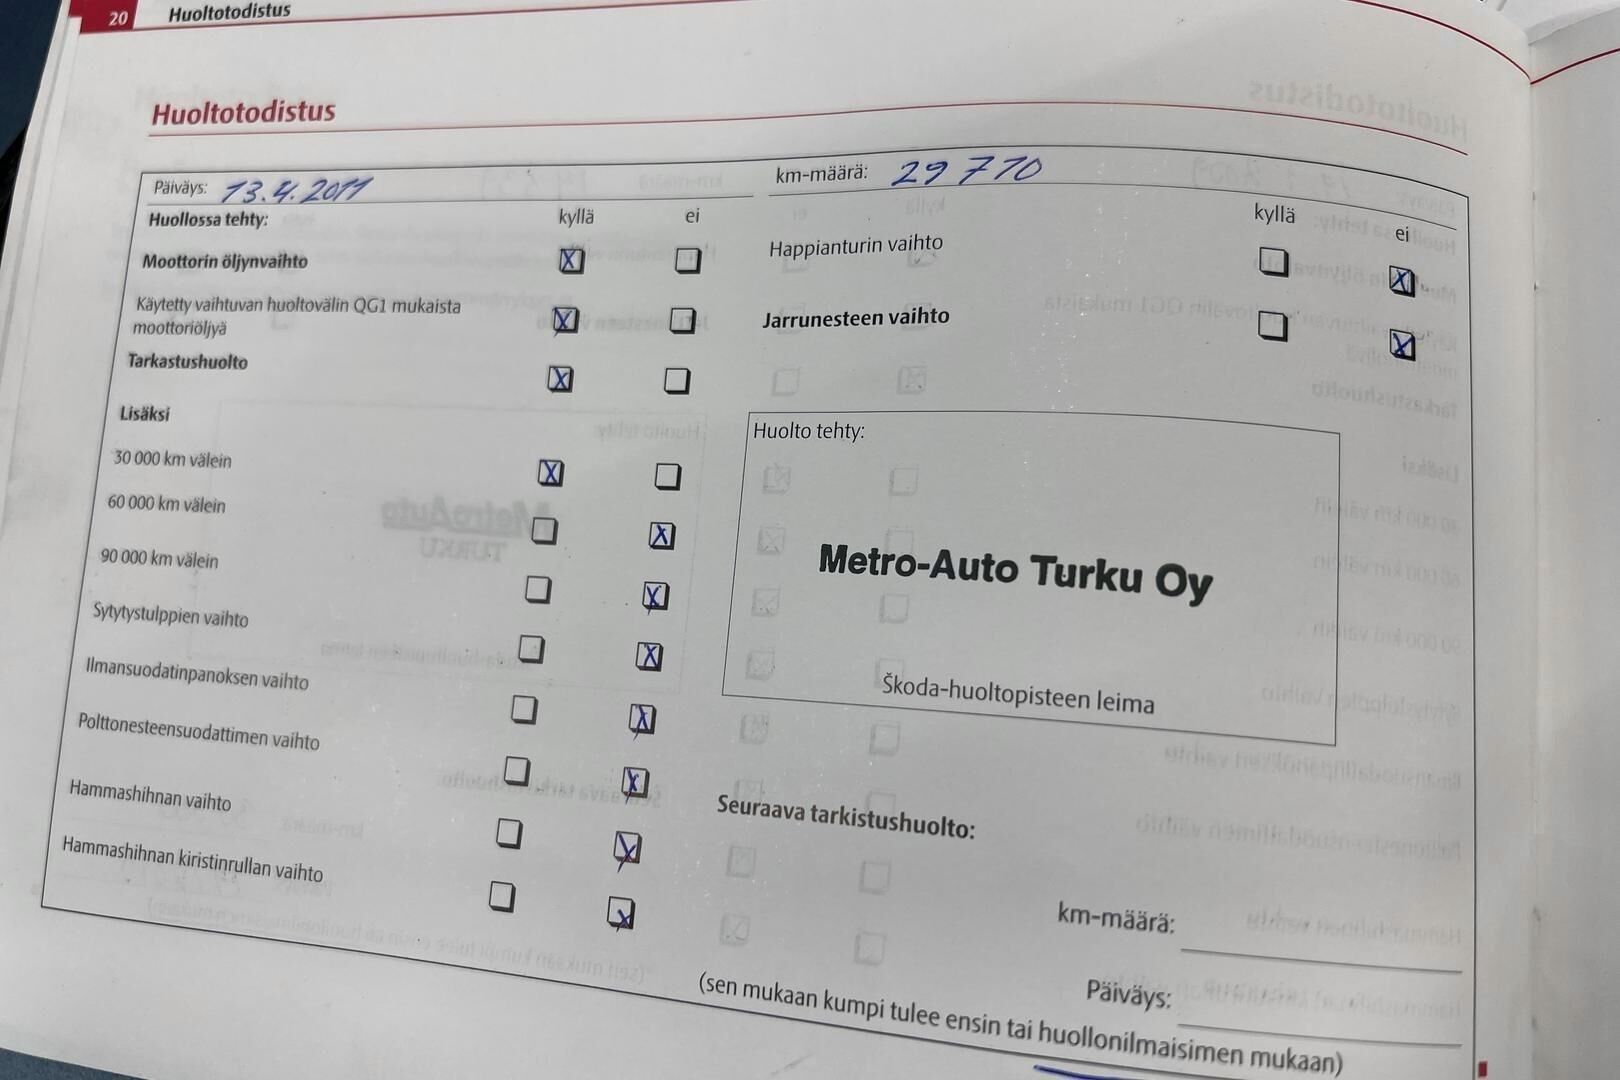 20 Huoltotodistus
Huoltotodistus
Päiväys: 13.4.2011
km-määrä: 29 770
Huollossa tehty: kyllä ei
Moottorin öljynvaihto
Käytetty vaihtuvan huoltovälin QG1 mukaista
moottoriöljyä
Tarkastushuolto
Lisäksi
30 000 km välein
60 000 km välein
90 000 km välein
Sytytystulppien vaihto
Ilmansuodatinpanoksen vaihto
Polttonesteensuodattimen vaihto
Hammashihnan vaihto
Hammashihnan kiristinrullan vaihto
kyllä ei
Happianturin vaihto
Jarrunesteen vaihto
Huolto tehty:
Metro-Auto Turku Oy
Škoda-huoltopisteen leima
Seuraava tarkistushuolto:
km-määrä:
Päiväys:
(sen mukaan kumpi tulee ensin tai huollonilmaisimen mukaan)